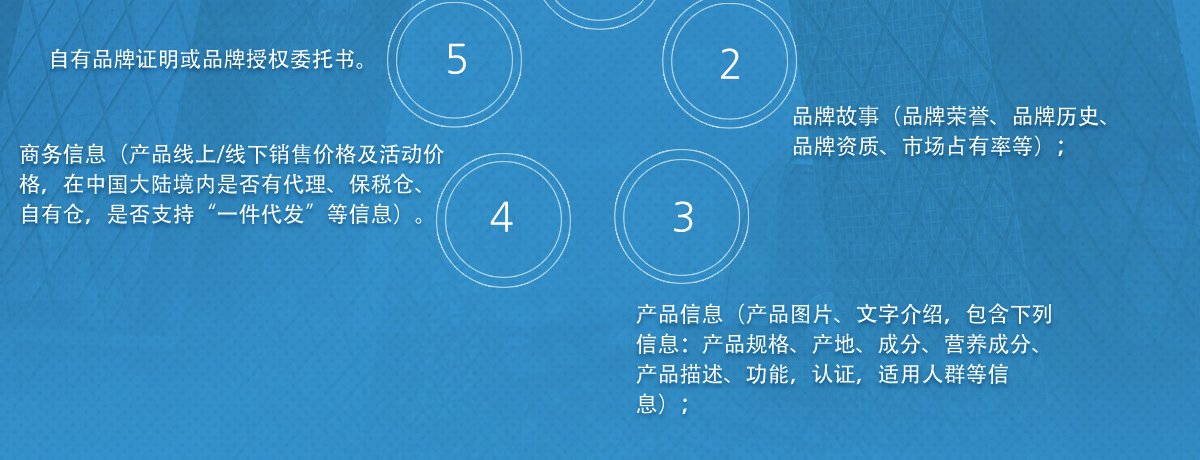 5
自有品牌证明或品牌授权委托书。
2
品牌故事（品牌荣誉、品牌历史、
品牌资质、市场占有率等）；
商务信息（产品线上/线下销售价格及活动价
格，在中国大陆境内是否有代理、保税仓、
自有仓，是否支持“一件代发”等信息）。
4
3
产品信息（产品图片、文字介绍，包含下列
信息：产品规格、产地、成分、营养成分、
产品描述、功能，认证，适用人群等信
息）；